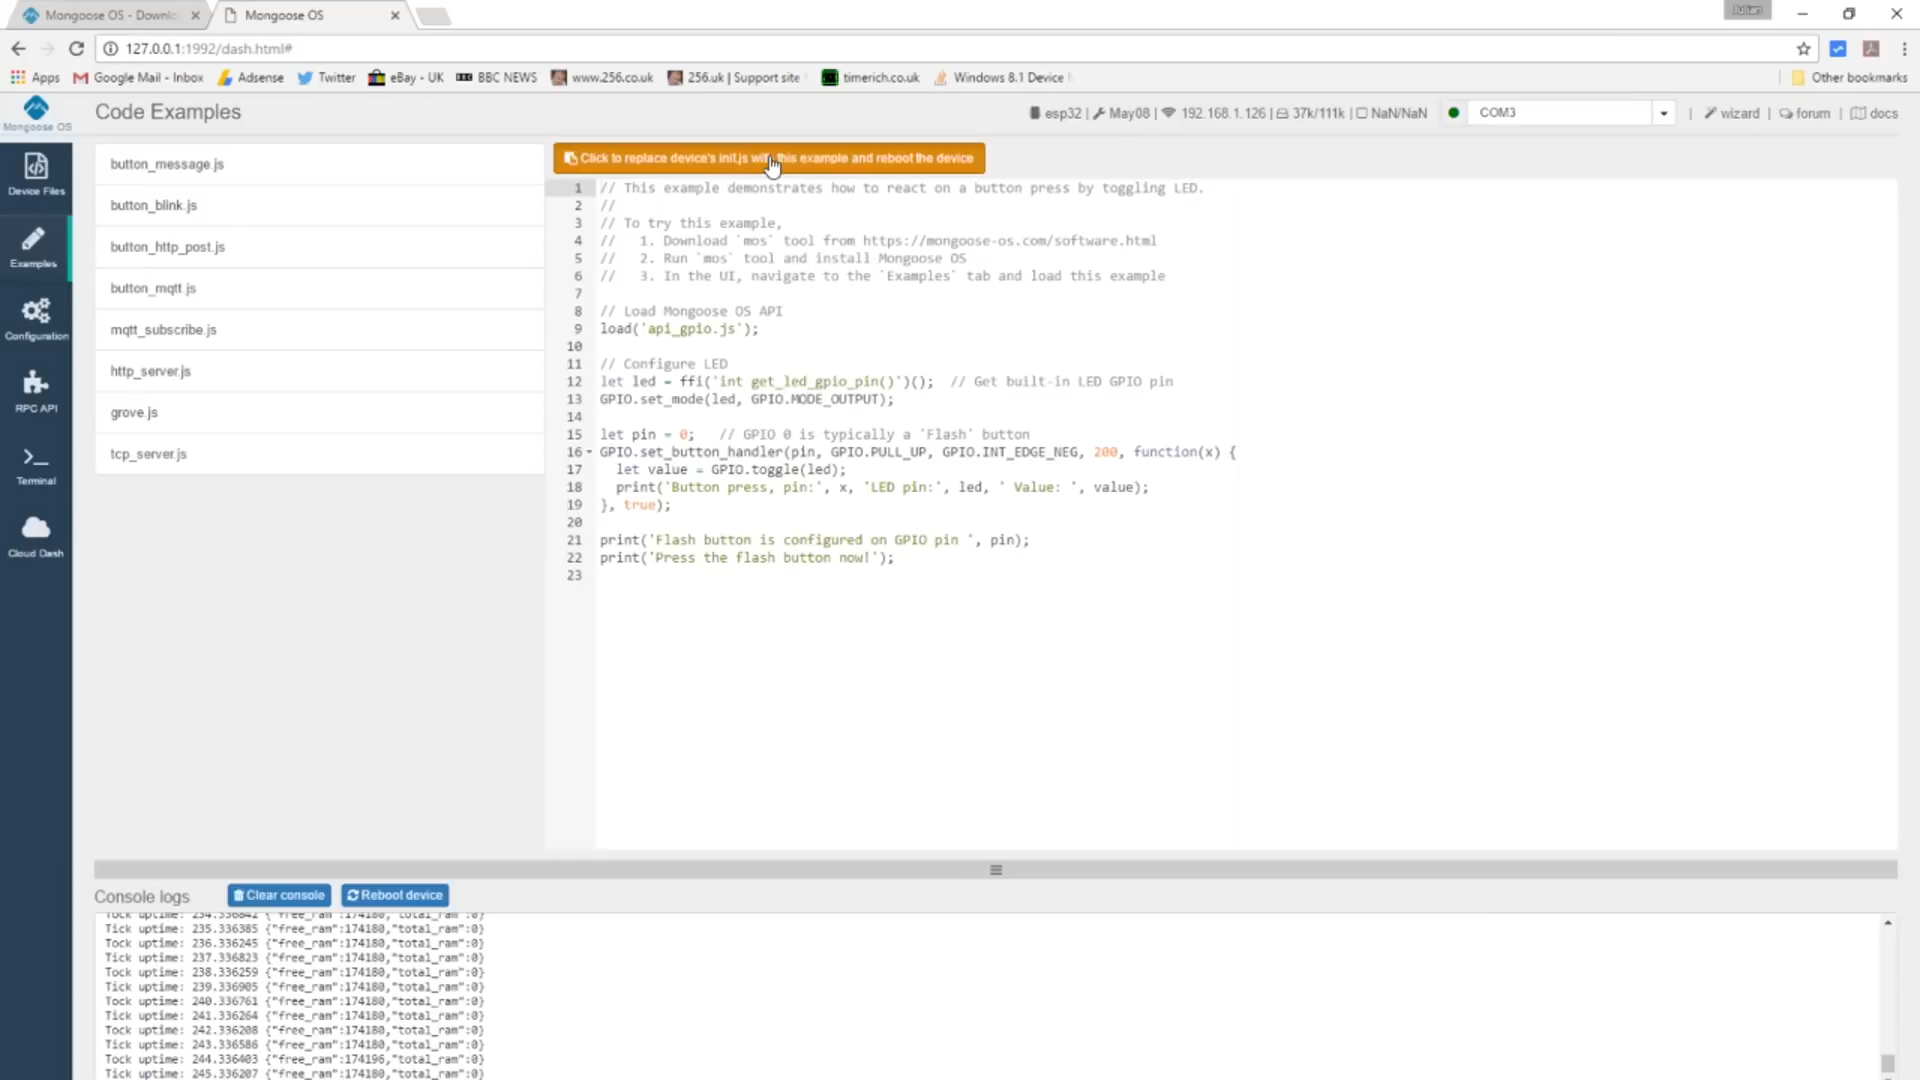 Mongoose OS - Downlo
Mongoose OS
Julian
127.0.0.1:1992/dash.html#
Apps
Google Mail - Inbox
Adsense
Twitter
eBay - UK
BBC NEWS
www.256.co.uk
256.uk | Support site
timerich.co.uk
Windows 8.1 Device
Other bookmarks
Mongoose OS
Code Examples
esp32 | May08 | 192.168.1.126 | 37k/111k | NaN/NaN
COM3
| wizard | forum | docs
Device Files
Examples
Configuration
RPC API
Terminal
Cloud Dash
button_message.js
button_blink.js
button_http_post.js
button_mqtt.js
mqtt_subscribe.js
http_server.js
grove.js
tcp_server.js
Click to replace device's init.js with this example and reboot the device
1 // This example demonstrates how to react on a button press by toggling LED.
2 //
3 // To try this example,
4 //   1. Download `mos` tool from https://mongoose-os.com/software.html
5 //   2. Run `mos` tool and install Mongoose OS
6 //   3. In the UI, navigate to the `Examples` tab and load this example
7
8 // Load Mongoose OS API
9 load('api_gpio.js');
10
11 // Configure LED
12 let led = ffi('int get_led_gpio_pin()')();  // Get built-in LED GPIO pin
13 GPIO.set_mode(led, GPIO.MODE_OUTPUT);
14
15 let pin = 0;   // GPIO 0 is typically a 'Flash' button
16 GPIO.set_button_handler(pin, GPIO.PULL_UP, GPIO.INT_EDGE_NEG, 200, function(x) {
17   let value = GPIO.toggle(led);
18   print('Button press, pin:', x, 'LED pin:', led, ' Value: ', value);
19 }, true);
20
21 print('Flash button is configured on GPIO pin ', pin);
22 print('Press the flash button now!');
23
Console logs
Clear console
Reboot device
Tock uptime: 234.336842 {"free_ram":174180,"total_ram":0}
Tick uptime: 235.336385 {"free_ram":174180,"total_ram":0}
Tock uptime: 236.336245 {"free_ram":174180,"total_ram":0}
Tick uptime: 237.336823 {"free_ram":174180,"total_ram":0}
Tock uptime: 238.336259 {"free_ram":174180,"total_ram":0}
Tick uptime: 239.336905 {"free_ram":174180,"total_ram":0}
Tock uptime: 240.336761 {"free_ram":174180,"total_ram":0}
Tick uptime: 241.336264 {"free_ram":174180,"total_ram":0}
Tock uptime: 242.336208 {"free_ram":174180,"total_ram":0}
Tick uptime: 243.336586 {"free_ram":174180,"total_ram":0}
Tock uptime: 244.336403 {"free_ram":174196,"total_ram":0}
Tick uptime: 245.336207 {"free_ram":174180,"total_ram":0}